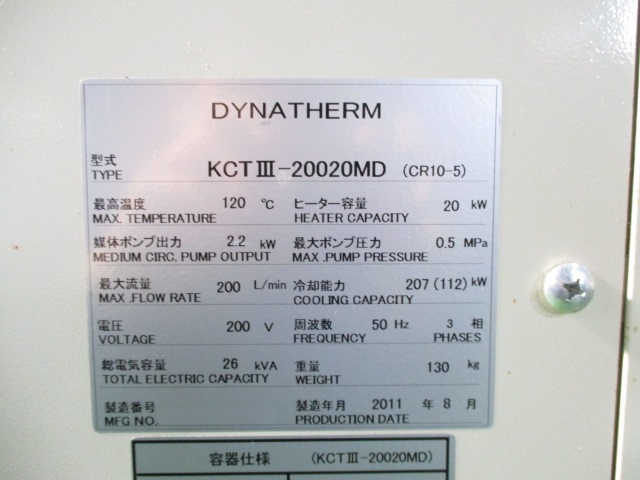 DYNATHERM
型式
TYPE KCTⅢ-20020MD (CR10-5)
最高温度 120 ℃ ヒーター容量 20 kW
MAX. TEMPERATURE HEATER CAPACITY
媒体ポンプ出力 2.2 kW 最大ポンプ圧力 0.5 MPa
MEDIUM CIRC. PUMP OUTPUT MAX .PUMP PRESSURE
最大流量 200 L/min 冷却能力 207 (112) kW
MAX .FLOW RATE COOLING CAPACITY
電圧 200 V 周波数 50 Hz 3 相
VOLTAGE FREQUENCY PHASES
総電気容量 26 kVA 重量 130 kg
TOTAL ELECTRIC CAPACITY WEIGHT
製造番号 製造年月 2011 年 8 月
MFG NO. PRODUCTION DATE
容器仕様 (KCTⅢ-20020MD)